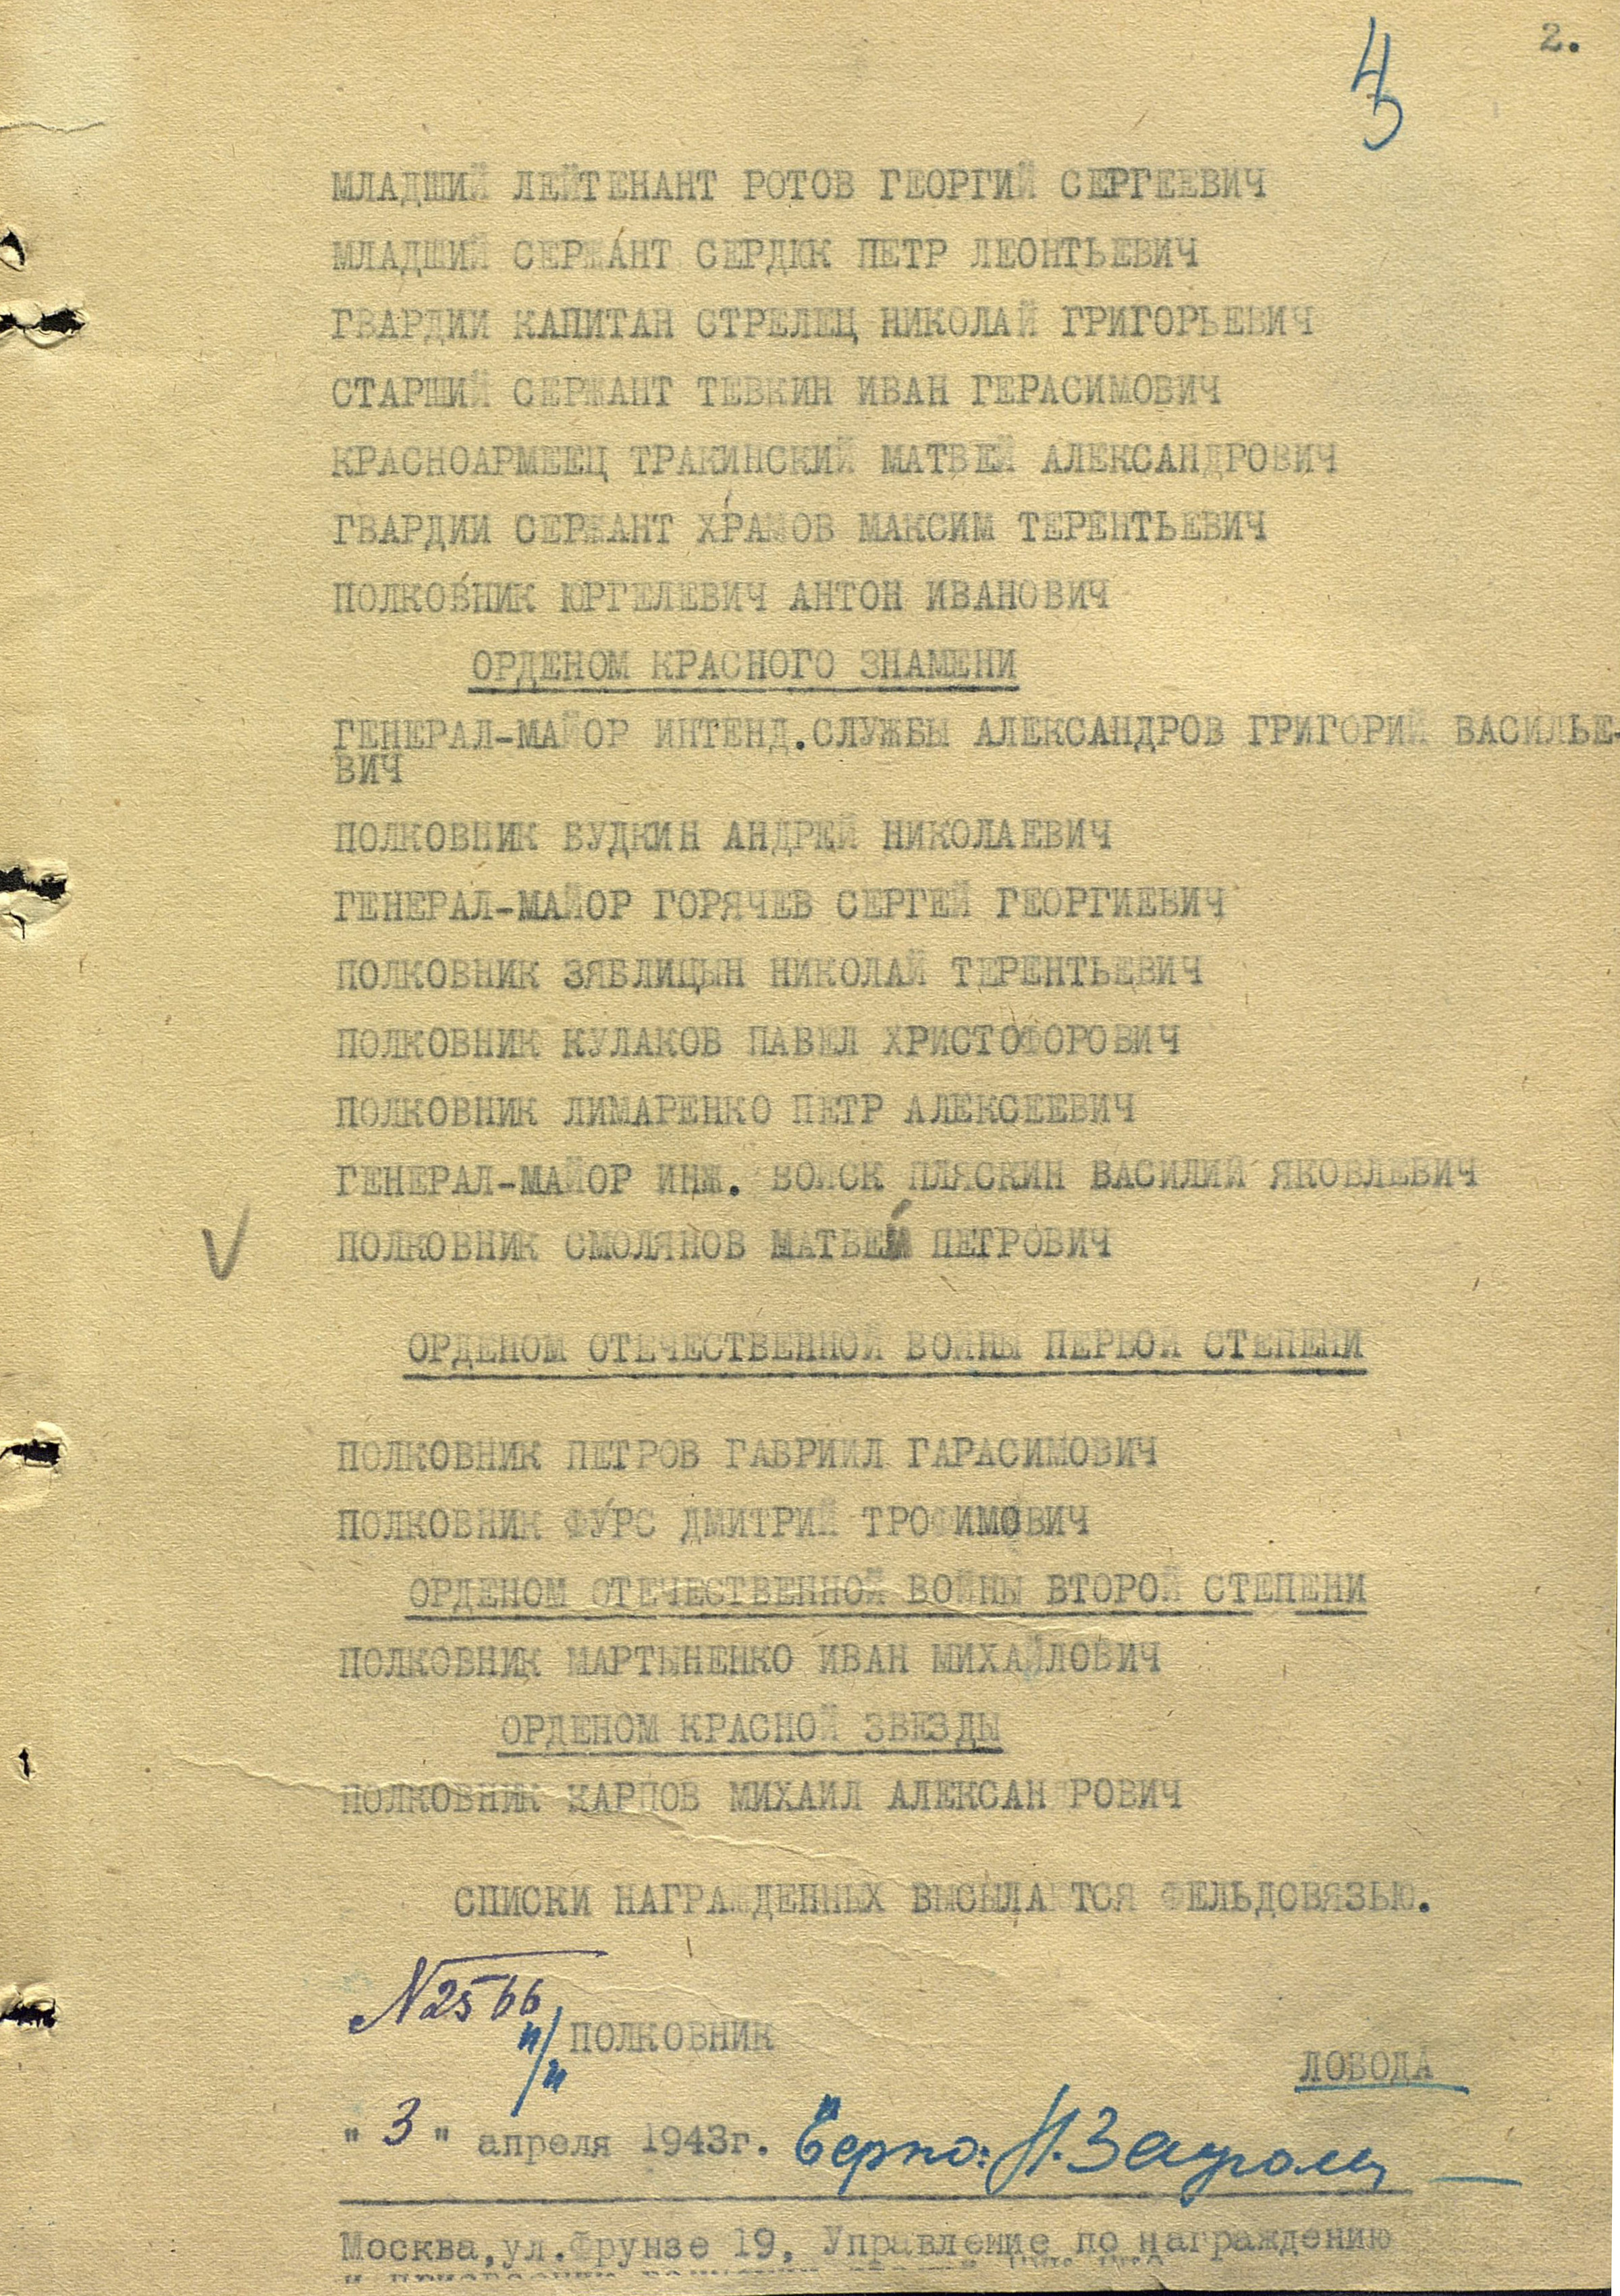 2.
МЛАДШИЙ ЛЕЙТЕНАНТ РОТОВ ГЕОРГИЙ СЕРГЕЕВИЧ
МЛАДШИЙ СЕРЖАНТ СЕРДЮК ПЕТР ЛЕОНТЬЕВИЧ
ГВАРДИИ КАПИТАН СТРЕЛЕЦ НИКОЛАЙ ГРИГОРЬЕВИЧ
СТАРШИЙ СЕРЖАНТ ТЕВКИН ИВАН ГЕРАСИМОВИЧ
КРАСНОАРМЕЕЦ ТРАКИНСКИЙ МАТВЕЙ АЛЕКСАНДРОВИЧ
ГВАРДИИ СЕРЖАНТ ХРАМОВ МАКСИМ ТЕРЕНТЬЕВИЧ
ПОЛКОВНИК ЮРГЕЛЕВИЧ АНТОН ИВАНОВИЧ
ОРДЕНОМ КРАСНОГО ЗНАМЕНИ
ГЕНЕРАЛ-МАЙОР ИНТЕНД.СЛУЖБЫ АЛЕКСАНДРОВ ГРИГОРИЙ ВАСИЛЬЕ-
ВИЧ
ПОЛКОВНИК БУДКИН АНДРЕЙ НИКОЛАЕВИЧ
ГЕНЕРАЛ-МАЙОР ГОРЯЧЕВ СЕРГЕЙ ГЕОРГИЕВИЧ
ПОЛКОВНИК ЗЯБЛИЦЫН НИКОЛАЙ ТЕРЕНТЬЕВИЧ
ПОЛКОВНИК КУЛАКОВ ПАВЕЛ ХРИСТОФОРОВИЧ
ПОЛКОВНИК ЛИМАРЕНКО ПЕТР АЛЕКСЕЕВИЧ
ГЕНЕРАЛ-МАЙОР ИНЖ. ВОЙСК ПЛЯСКИН ВАСИЛИЙ ЯКОВЛЕВИЧ
ПОЛКОВНИК СМОЛЯНОВ МАТВЕЙ ПЕТРОВИЧ
ОРДЕНОМ ОТЕЧЕСТВЕННОЙ ВОЙНЫ ПЕРВОЙ СТЕПЕНИ
ПОЛКОВНИК ПЕТРОВ ГАВРИИЛ ГАРАСИМОВИЧ
ПОЛКОВНИК ФУРС ДМИТРИЙ ТРОФИМОВИЧ
ОРДЕНОМ ОТЕЧЕСТВЕННОЙ ВОЙНЫ ВТОРОЙ СТЕПЕНИ
ПОЛКОВНИК МАРТЫНЕНКО ИВАН МИХАЙЛОВИЧ
ОРДЕНОМ КРАСНОЙ ЗВЕЗДЫ
ПОЛКОВНИК КАРПОВ МИХАИЛ АЛЕКСАНДРОВИЧ
СПИСКИ НАГРАЖДЕННЫХ ВЫСЫЛАЮТСЯ ФЕЛЬДСВЯЗЬЮ.
№2566
п/п ПОЛКОВНИК
ЛОБОДА
"3" апреля 1943г. Верно:
Москва,ул.Фрунзе 19, Управление по награждению